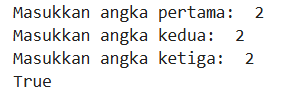 Masukkan angka pertama:  2
Masukkan angka kedua:  2
Masukkan angka ketiga:  2
True